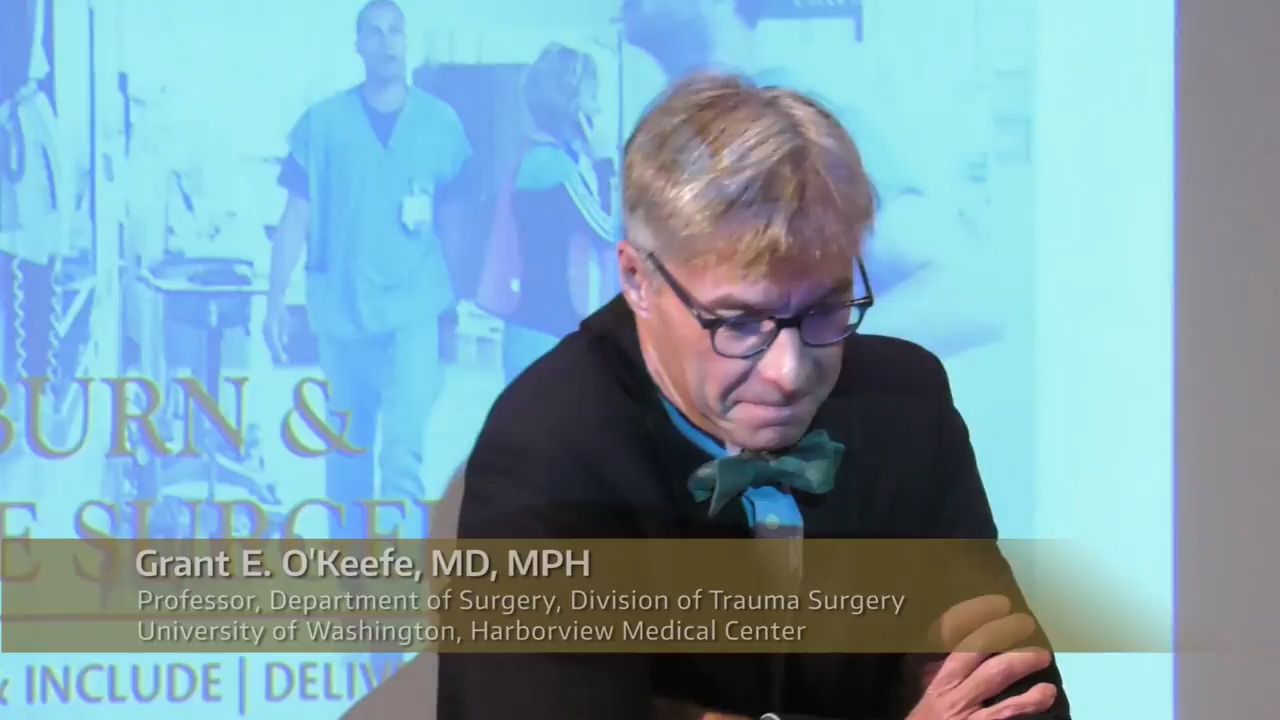 BURN &
E SURGE
Grant E. O'Keefe, MD, MPH
Professor, Department of Surgery, Division of Trauma Surgery
University of Washington, Harborview Medical Center
& INCLUDE | DELIV